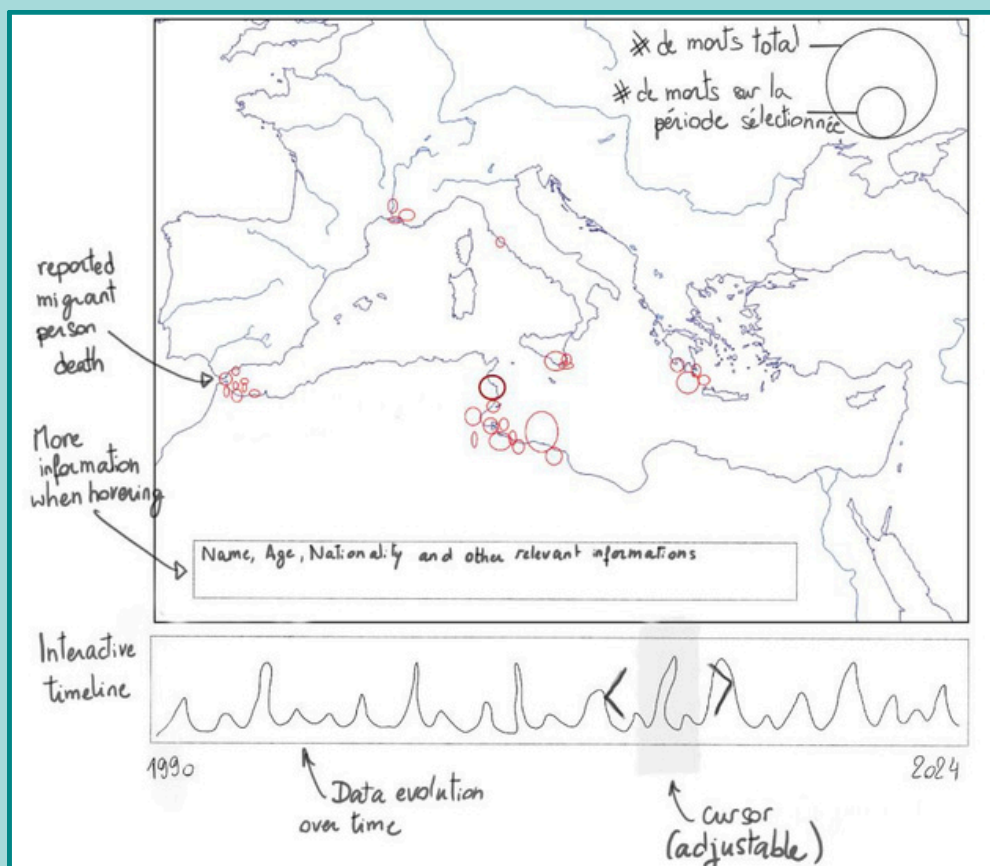 # de morts total
# de morts sur la
période sélectionnée
reported
migrant
person
death
More
information
when hovering
Name, Age, Nationality and other relevant informations
Interactive
timeline
1990
2024
Data evolution
over time
cursor
(adjustable)